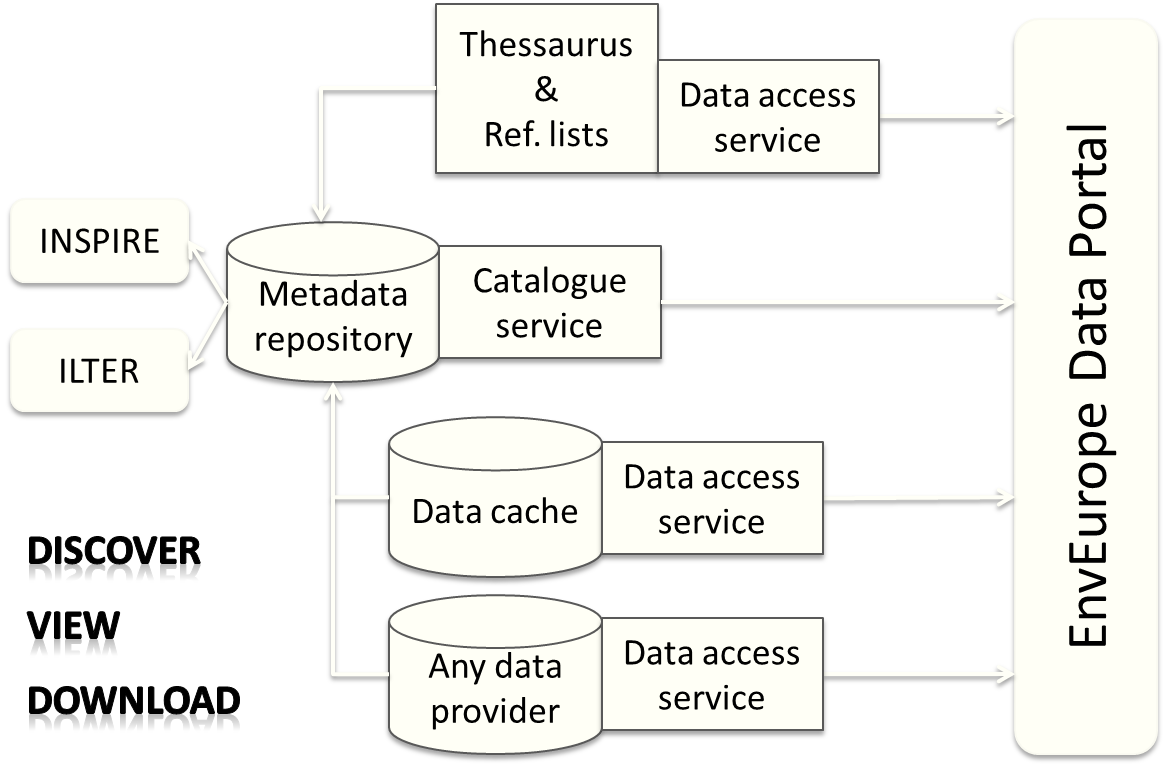 Thessaurus
&
Ref. lists
Data access
service
INSPIRE
ILTER
Metadata
repository
Catalogue
service
Data cache
Data access
service
Any data
provider
Data access
service
DISCOVER
VIEW
DOWNLOAD
EnvEurope Data Portal